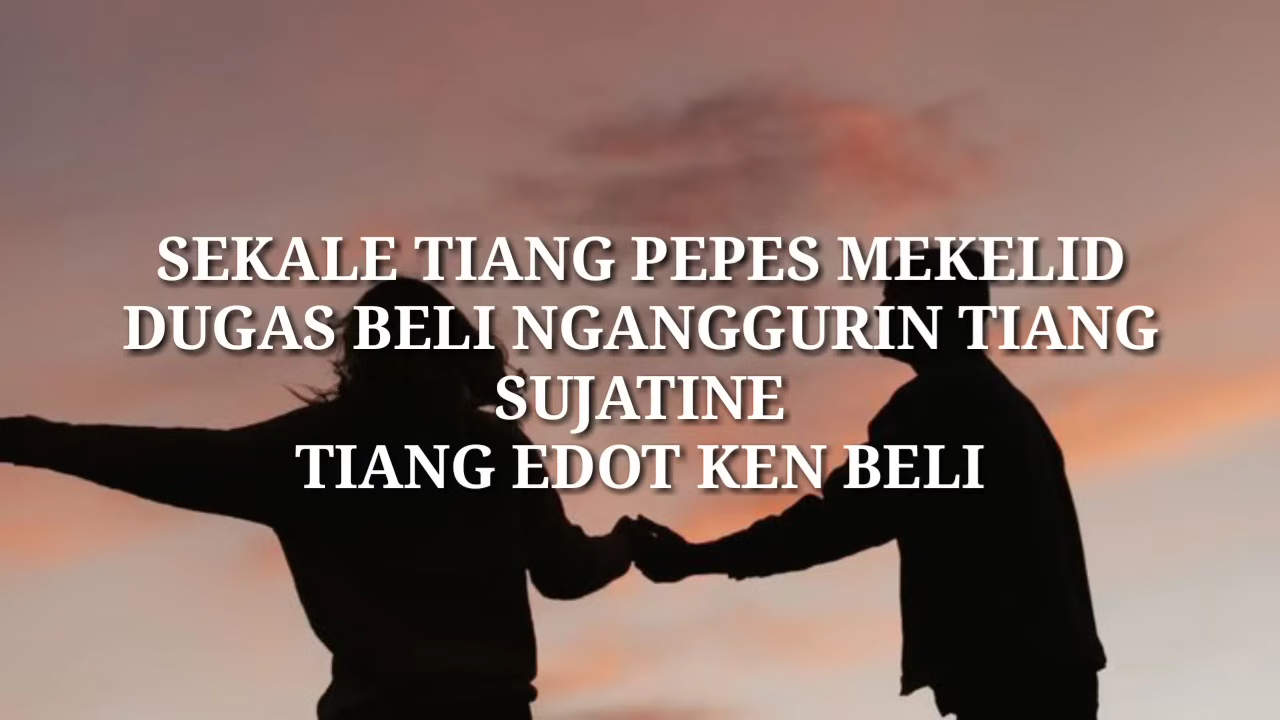 SEKALE TIANG PEPES MEKELID
DUGAS BELI NGANGGURIN TIANG
SUJATINE
TIANG EDOT KEN BELI